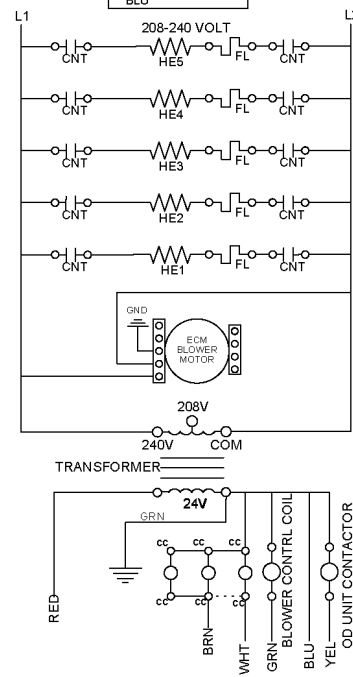 BLU
L1
L
208-240 VOLT
CNT HE5 FL CNT
CNT HE4 FL CNT
CNT HE3 FL CNT
CNT HE2 FL CNT
CNT HE1 FL CNT
GND
ECM
BLOWER
MOTOR
208V
240V COM
TRANSFORMER
24V
GRN
CC CC CC
CC CC CC
RED
BRN
WHT
GRN
BLOWER CONTRL COIL
BLU
YEL
OD UNIT CONTACTOR